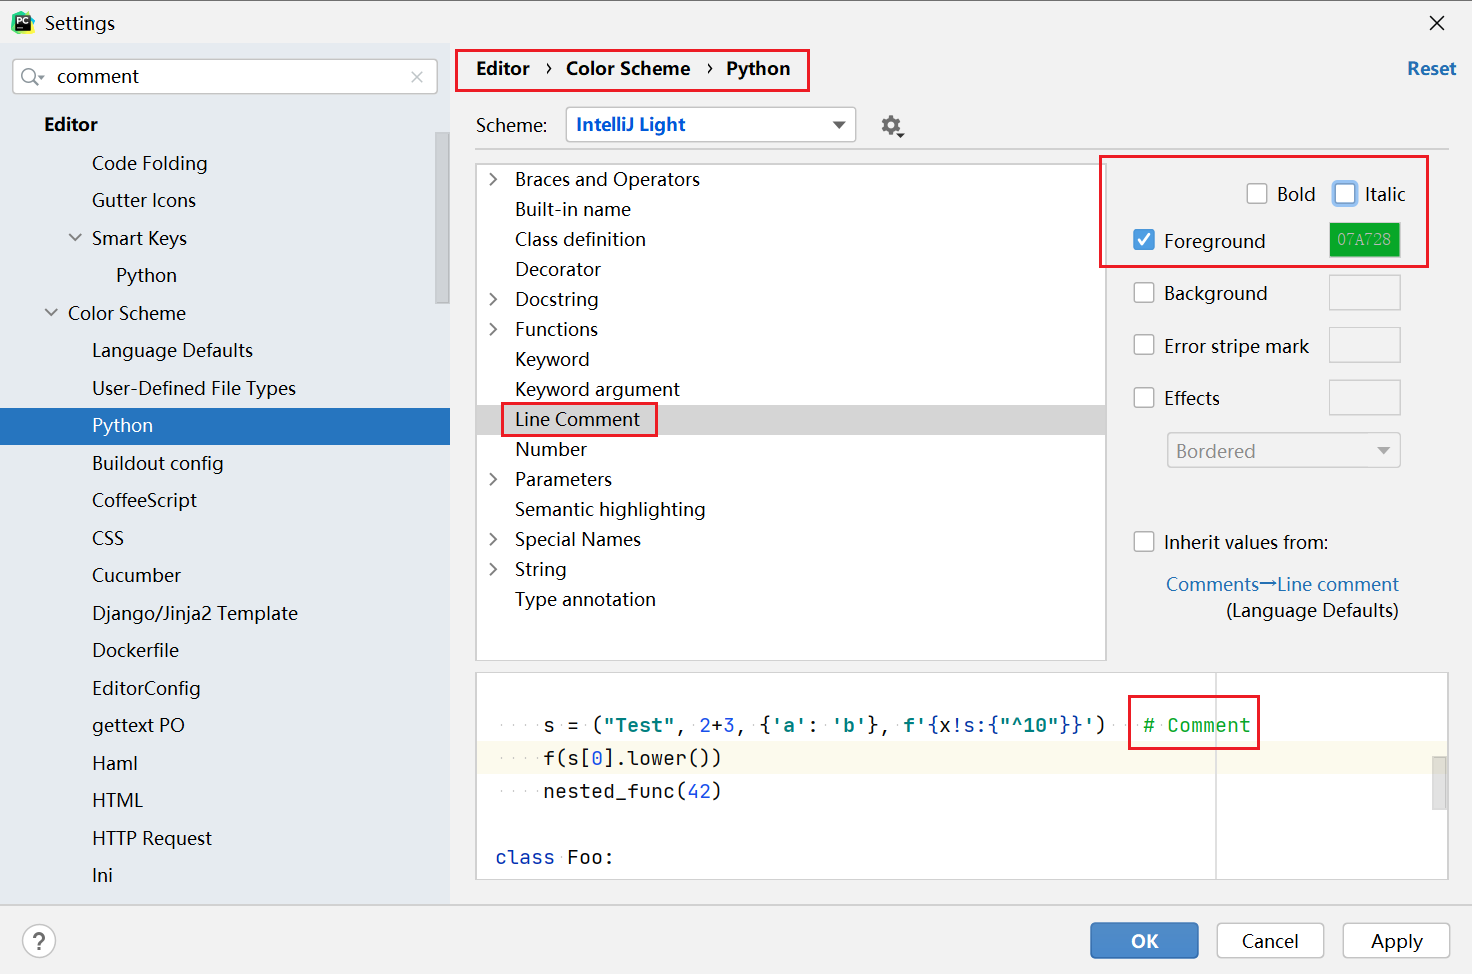 Settings
comment
Editor
Code Folding
Gutter Icons
Smart Keys
Python
Color Scheme
Language Defaults
User-Defined File Types
Python
Buildout config
CoffeeScript
CSS
Cucumber
Django/Jinja2 Template
Dockerfile
EditorConfig
gettext PO
Haml
HTML
HTTP Request
Ini
Editor › Color Scheme › Python
Reset
Scheme: IntelliJ Light
Braces and Operators
Built-in name
Class definition
Decorator
Docstring
Functions
Keyword
Keyword argument
Line Comment
Number
Parameters
Semantic highlighting
Special Names
String
Type annotation
Bold Italic
Foreground 07A728
Background
Error stripe mark
Effects
Bordered
Inherit values from:
Comments→Line comment
(Language Defaults)
s = ("Test", 2+3, {'a': 'b'}, f'{x!s:{"^10"}}') # Comment
f(s[0].lower())
nested_func(42)
class Foo:
?
OK Cancel Apply